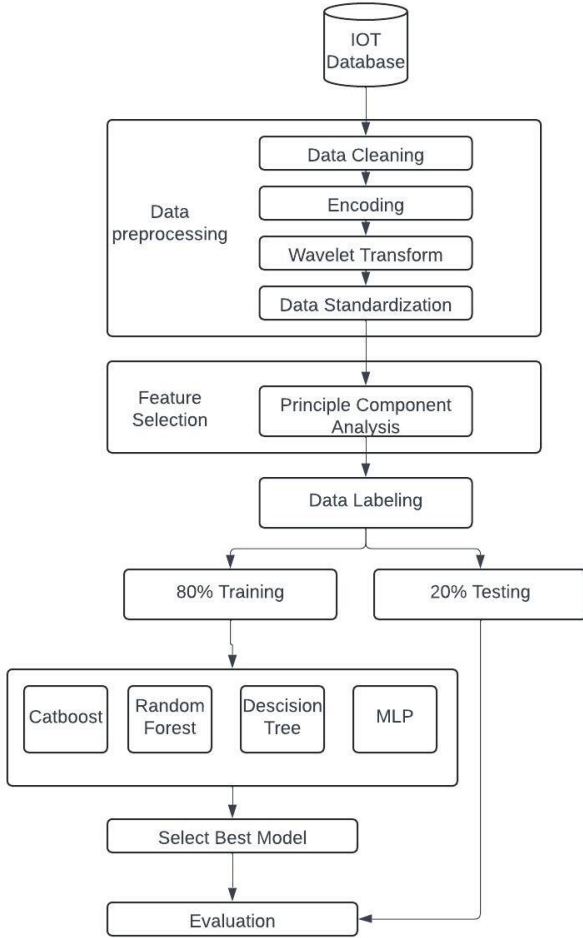 IOT
Database
Data Cleaning
Data
preprocessing
Encoding
Wavelet Transform
Data Standardization
Feature
Selection
Principle Component
Analysis
Data Labeling
80% Training
20% Testing
Catboost
Random
Forest
Descision
Tree
MLP
Select Best Model
Evaluation